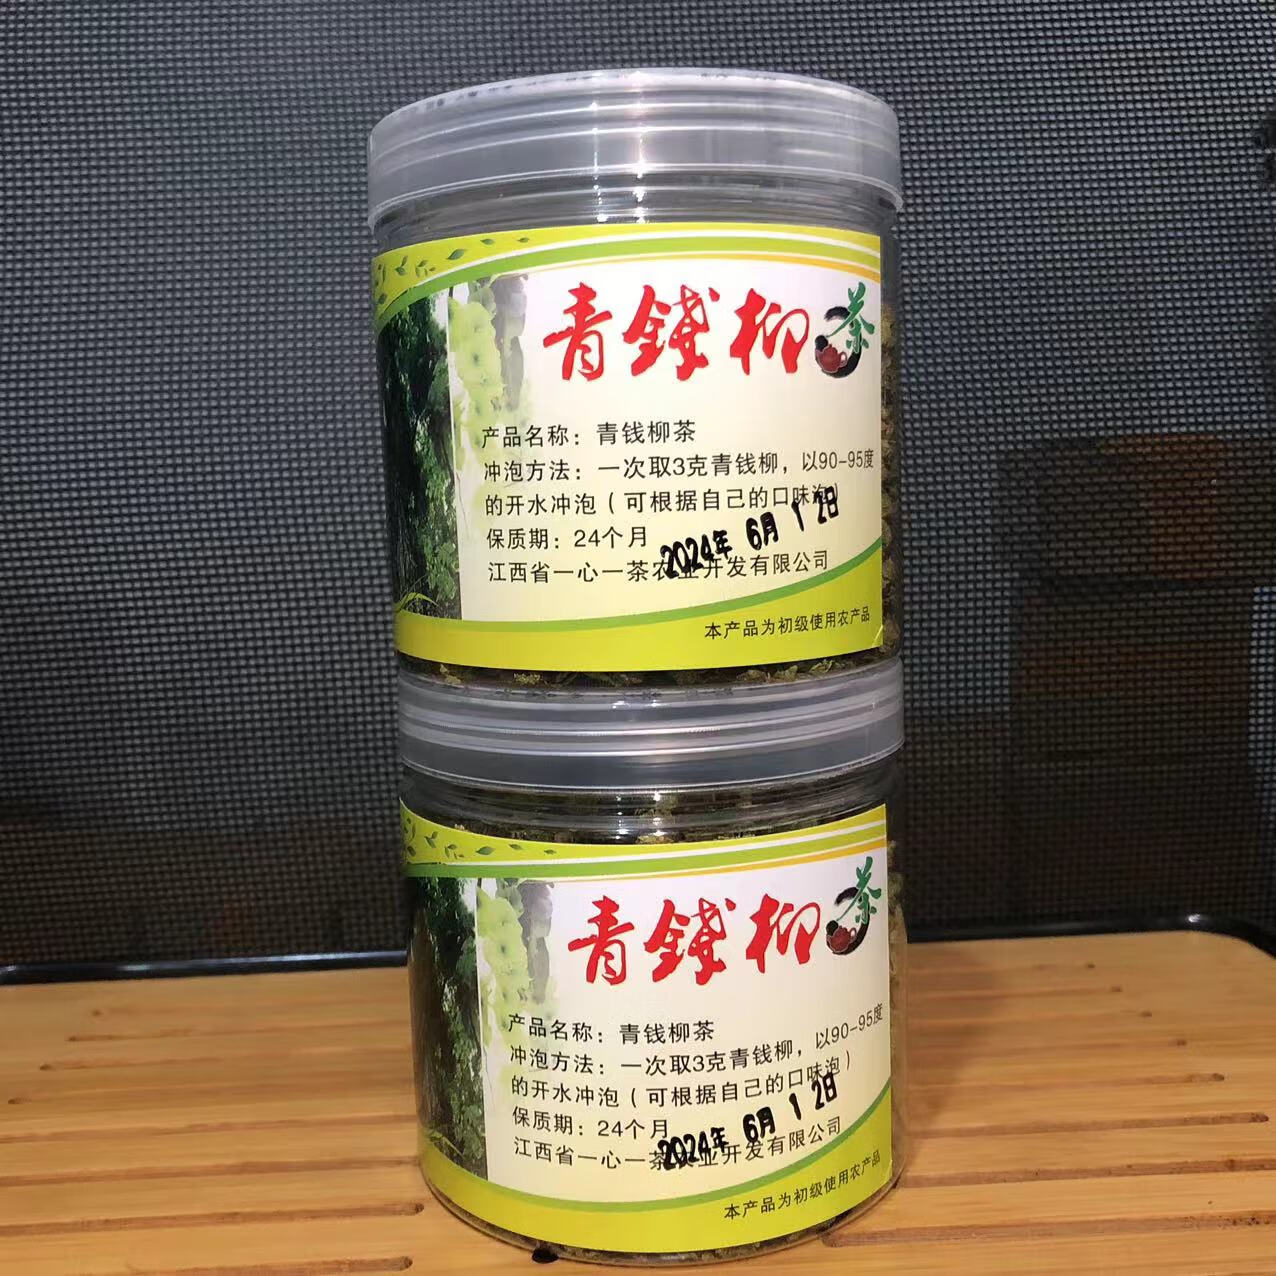 青錢柳茶
产品名称：青钱柳茶
冲泡方法：一次取3克青钱柳，以90-95度
的开水冲泡（可根据自己的口味泡）
保质期：24个月
2024年 6月 12日
江西省一心一茶农业开发有限公司
本产品为初级使用农产品
青錢柳茶
产品名称：青钱柳茶
冲泡方法：一次取3克青钱柳，以90-95度
的开水冲泡（可根据自己的口味泡）
保质期：24个月
2024年 6月 12日
江西省一心一茶农业开发有限公司
本产品为初级使用农产品